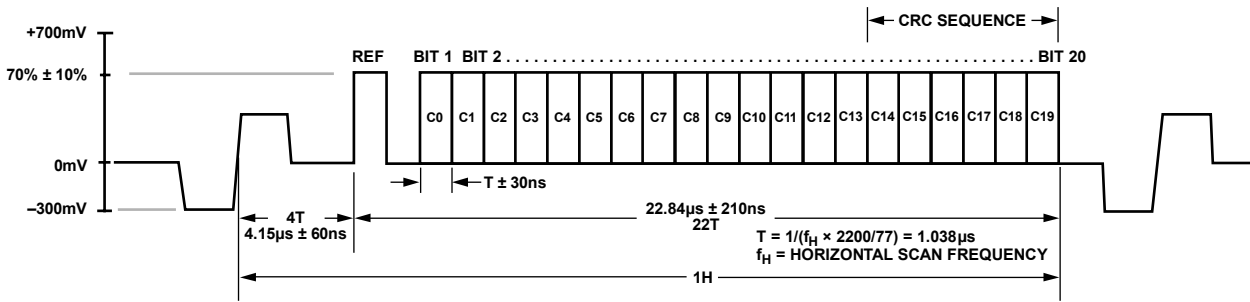 CRC SEQUENCE
+700mV
REF
BIT 1 BIT 2 . . . . . . . . . . . . . . . . . . . . . . . . . . . . . . . . . . . . . . . . . . . . . . . . . . . . . . . . . . . . . . BIT 20
70% ± 10%
C0 C1 C2 C3 C4 C5 C6 C7 C8 C9 C10 C11 C12 C13 C14 C15 C16 C17 C18 C19
0mV
T ± 30ns
–300mV
4T
4.15µs ± 60ns
22.84µs ± 210ns
22T
T = 1/(fH × 2200/77) = 1.038µs
fH = HORIZONTAL SCAN FREQUENCY
1H